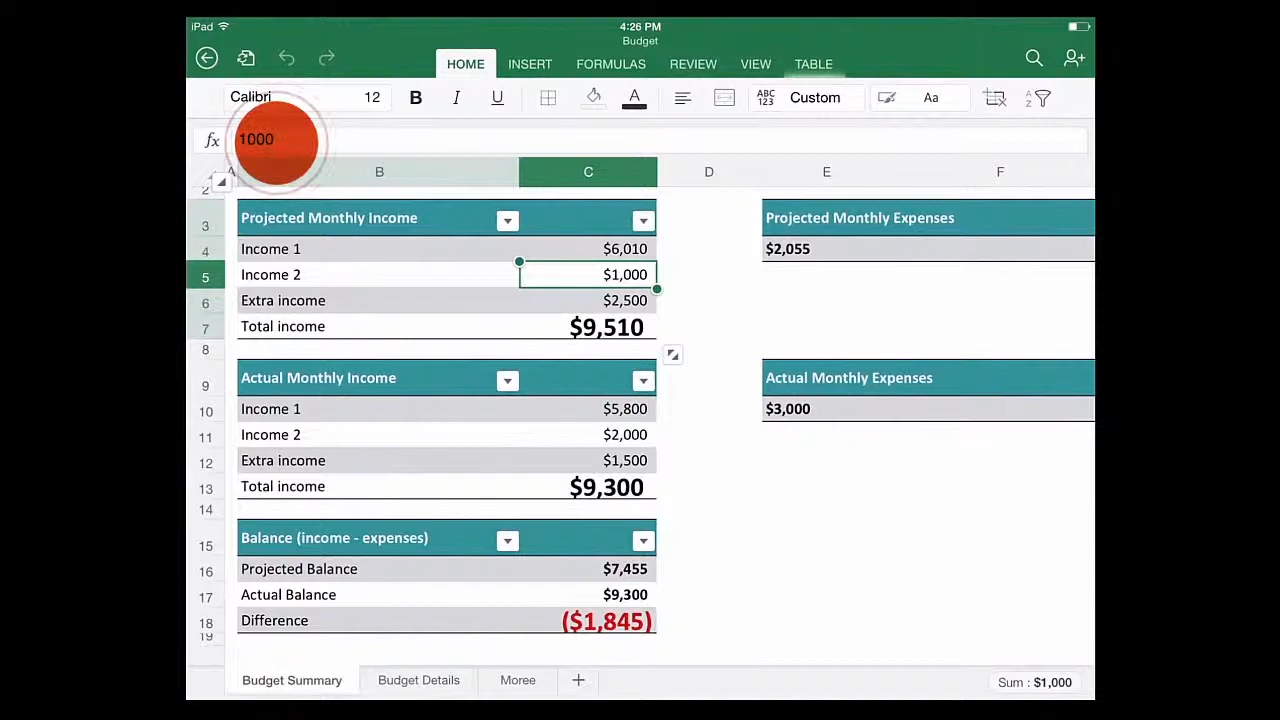 iPad 4:26 PM
Budget
HOME INSERT FORMULAS REVIEW VIEW TABLE
Calibri 12 B I U A ABC 123 Custom Aa A Z
fx 1000
A B C D E F
2
3 Projected Monthly Income Projected Monthly Expenses
4 Income 1 $6,010 $2,055
5 Income 2 $1,000
6 Extra income $2,500
7 Total income $9,510
8
9 Actual Monthly Income Actual Monthly Expenses
10 Income 1 $5,800 $3,000
11 Income 2 $2,000
12 Extra income $1,500
13 Total income $9,300
14
15 Balance (income - expenses)
16 Projected Balance $7,455
17 Actual Balance $9,300
18 Difference ($1,845)
19
Budget Summary Budget Details Moree + Sum : $1,000